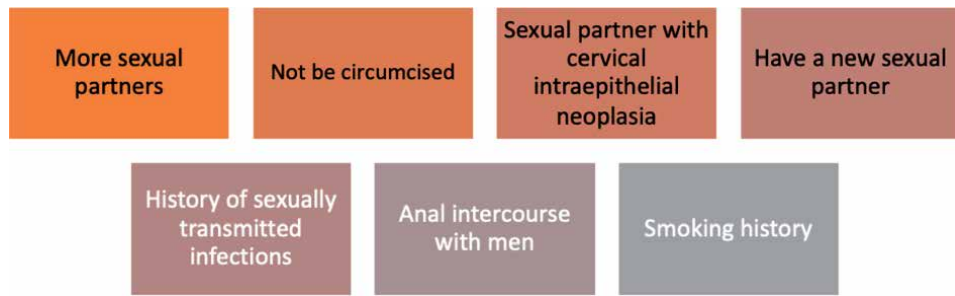 More sexual
partners
Not be circumcised
Sexual partner with
cervical
intraepithelial
neoplasia
Have a new sexual
partner
History of sexually
transmitted
infections
Anal intercourse
with men
Smoking history